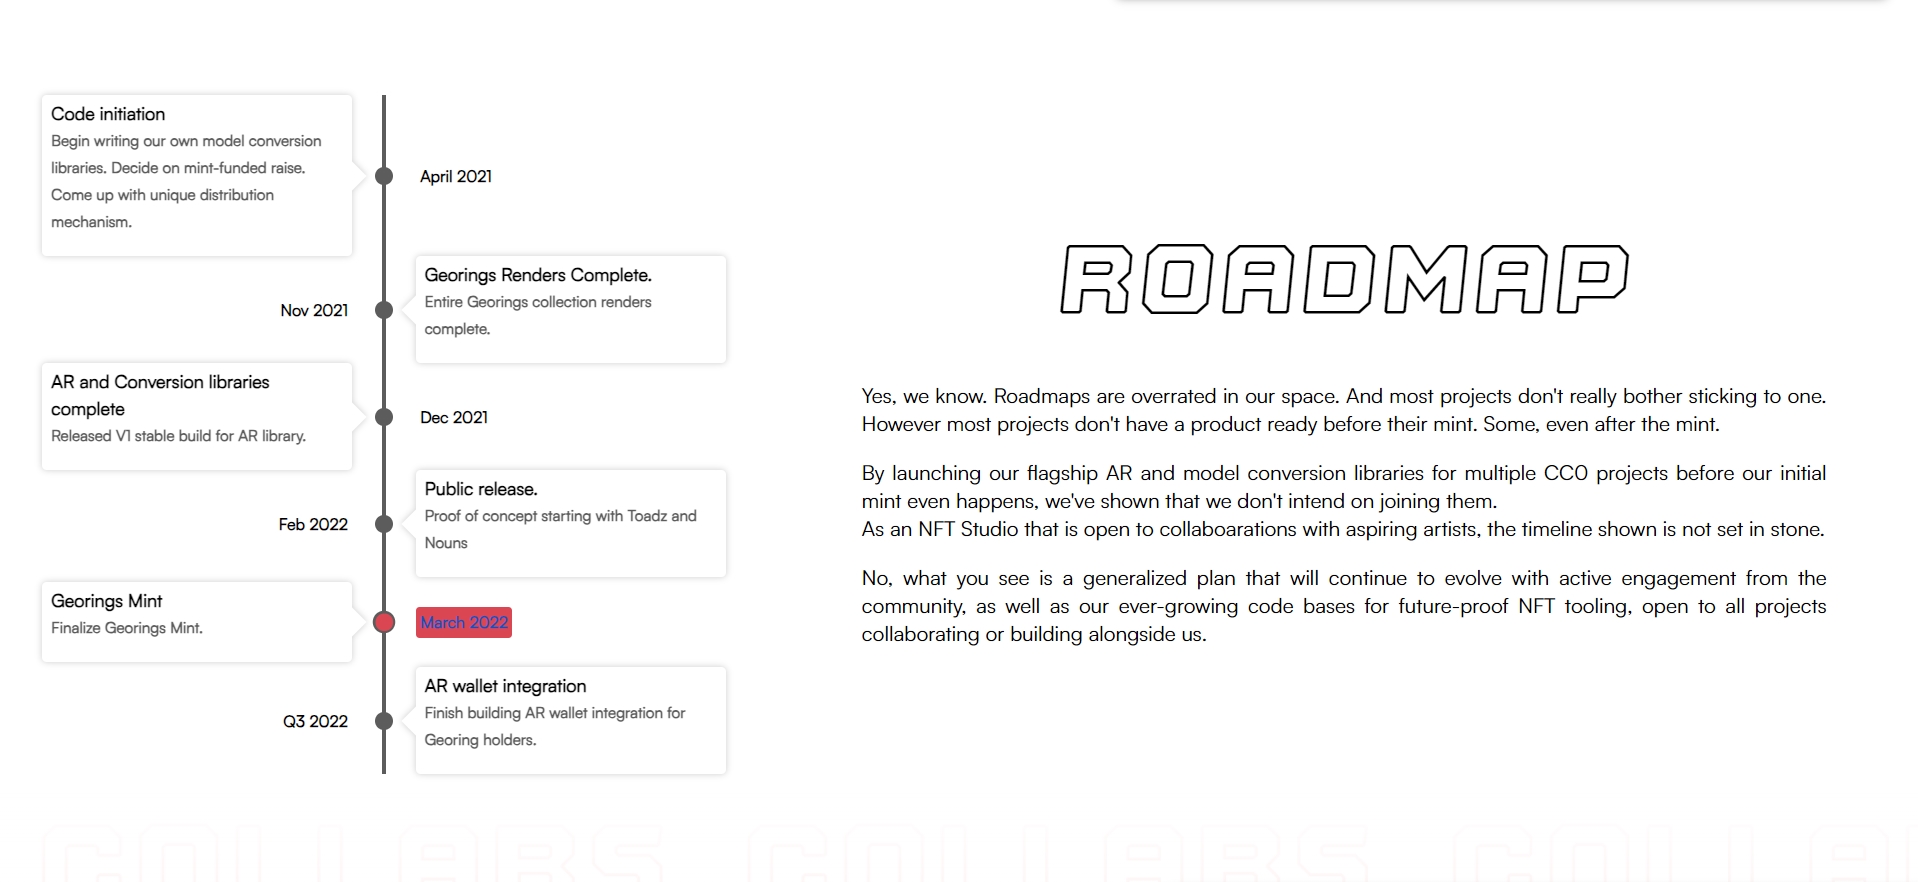 Code initiation
Begin writing our own model conversion
libraries. Decide on mint-funded raise.
Come up with unique distribution
mechanism.
April 2021
Georings Renders Complete.
Entire Georings collection renders
complete.
Nov 2021
AR and Conversion libraries
complete
Released V1 stable build for AR library.
Dec 2021
Public release.
Proof of concept starting with Toadz and
Nouns
Feb 2022
Georings Mint
Finalize Georings Mint.
March 2022
AR wallet integration
Finish building AR wallet integration for
Georing holders.
Q3 2022
ROADMAP
Yes, we know. Roadmaps are overrated in our space. And most projects don't really bother sticking to one.
However most projects don't have a product ready before their mint. Some, even after the mint.
By launching our flagship AR and model conversion libraries for multiple CC0 projects before our initial
mint even happens, we've shown that we don't intend on joining them.
As an NFT Studio that is open to collaboarations with aspiring artists, the timeline shown is not set in stone.
No, what you see is a generalized plan that will continue to evolve with active engagement from the
community, as well as our ever-growing code bases for future-proof NFT tooling, open to all projects
collaborating or building alongside us.
COLLABS COLLABS COLLA